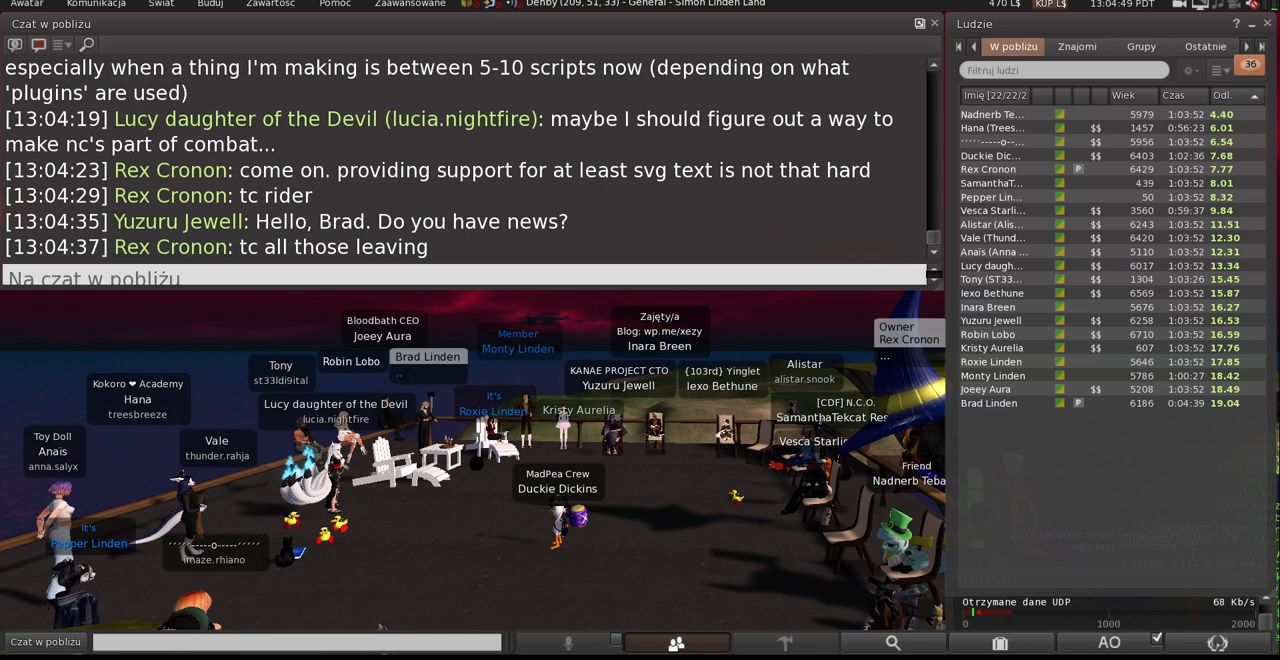 Awatar Komunikacja Świat Buduj Zawartość Pomoc Zaawansowane Denby (209, 51, 33) - General - Simon Linden Land 470 L$ KUP L$ 13:04:49 PDT
Czat w pobliżu
especially when a thing I'm making is between 5-10 scripts now (depending on what
'plugins' are used)
[13:04:19] Lucy daughter of the Devil (lucia.nightfire): maybe I should figure out a way to
make nc's part of combat...
[13:04:23] Rex Cronon: come on. providing support for at least svg text is not that hard
[13:04:29] Rex Cronon: tc rider
[13:04:35] Yuzuru Jewell: Hello, Brad. Do you have news?
[13:04:37] Rex Cronon: tc all those leaving
Na czat w pobliżu
Bloodbath CEO
Joeey Aura
Member
Monty Linden
Zajęty/a
Blog: wp.me/xezy
Inara Breen
Owner
Rex Cronon
...
Tony
st33ldi9ital
Robin Lobo
Brad Linden
..
KANAE PROJECT CTO
Yuzuru Jewell
{103rd} Yinglet
Iexo Bethune
Alistar
alistar.snook
Kokoro ❤ Academy
Hana
treesbreeze
Lucy daughter of the Devil
lucia.nightfire
It's
Roxie Linden
Kristy Aurelia
[CDF] N.C.O.
SamanthaTekcat Res
Vesca Starli
Toy Doll
Anaïs
anna.salyx
Vale
thunder.rahja
MadPea Crew
Duckie Dickins
Friend
Nadnerb Teba
It's
Pepper Linden
´´´´´-----o-----´´´´´
imaze.rhiano
Czat w pobliżu
Ludzie
W pobliżu Znajomi Grupy Ostatnie
Filtruj ludzi
36
Imię [22/22/2 Wiek Czas Odl.
Nadnerb Te... 5979 1:03:52 4.40
Hana (Trees... $$ 1457 0:56:23 6.01
´´´´´-----o--... $$ 5956 1:03:52 6.54
Duckie Dic... $$ 6403 1:02:36 7.68
Rex Cronon P 6429 1:03:52 7.77
SamanthaT... 439 1:03:52 8.01
Pepper Lin... 50 1:03:52 8.32
Vesca Starli... $$ 3560 0:59:37 9.84
Alistar (Alis... $$ 6243 1:03:52 11.51
Vale (Thund... $$ 6420 1:03:52 12.30
Anaïs (Anna ... $$ 5110 1:03:52 12.31
Lucy daugh... $$ 6017 1:03:52 13.34
Tony (ST33... $$ 1304 1:03:26 15.45
Iexo Bethune $$ 6569 1:03:52 15.87
Inara Breen 5676 1:03:52 16.27
Yuzuru Jewell $$ 6258 1:03:52 16.53
Robin Lobo $$ 6710 1:03:52 16.59
Kristy Aurelia $$ 607 1:03:52 17.76
Roxie Linden 5646 1:03:52 17.85
Monty Linden 5786 1:00:27 18.42
Joeey Aura $$ 5208 1:03:52 18.49
Brad Linden P 6186 0:04:39 19.04
Otrzymane dane UDP 68 Kb/s
0 1000 2000
AO